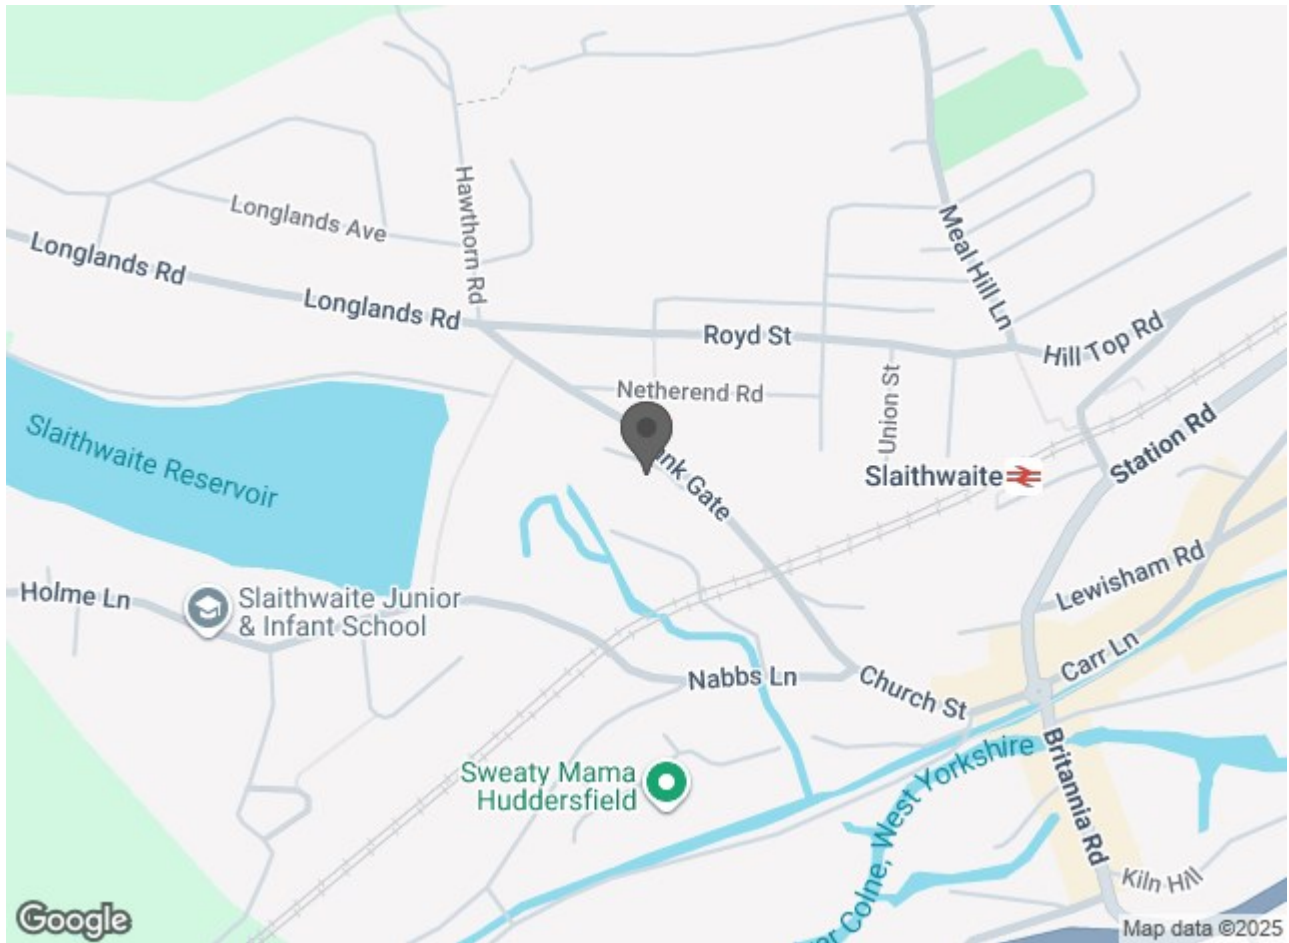 Longlands Ave
Hawthorn Rd
Meal Hill Ln
Longlands Rd
Longlands Rd
Royd St
Hill Top Rd
Netherend Rd
Union St
Slaithwaite Reservoir
Gate
Slaithwaite
Station Rd
Holme Ln
Slaithwaite Junior
& Infant School
Lewisham Rd
Nabbs Ln
Church St
Carr Ln
Sweaty Mama
Huddersfield
Colne, West Yorkshire
Britannia Rd
Kiln Hill
Google
Map data ©2025